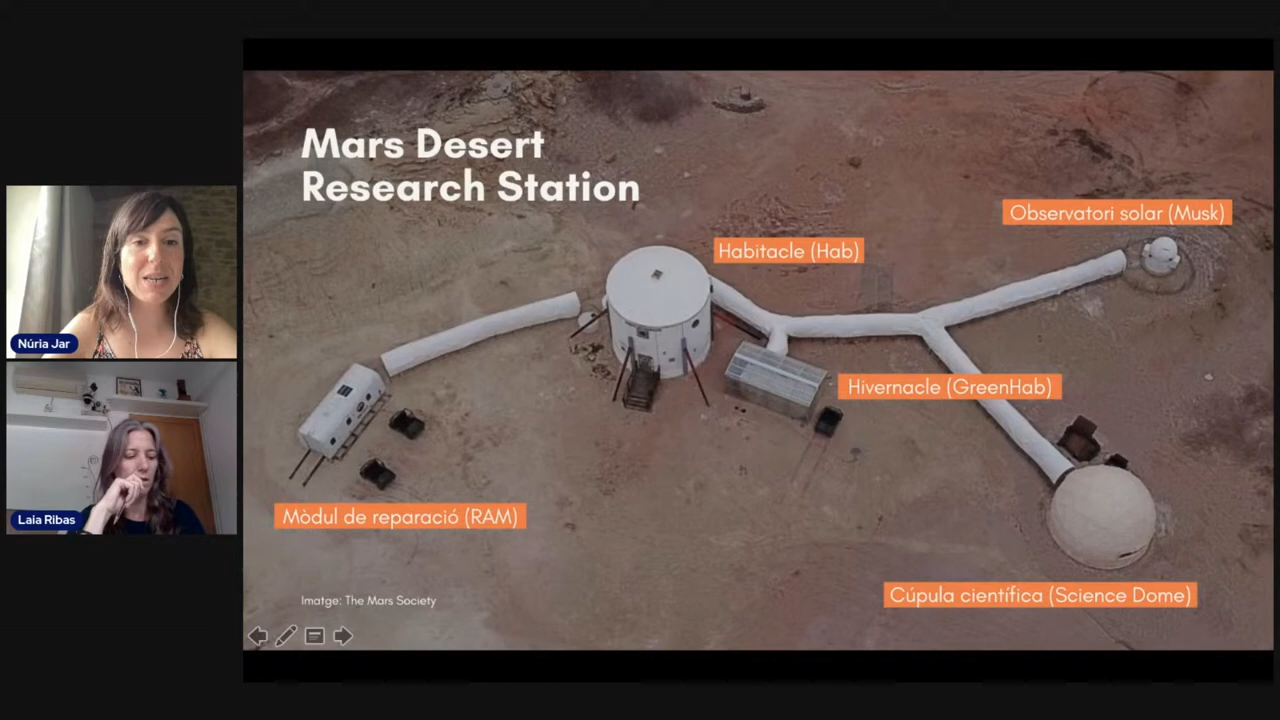 Mars Desert
Research Station
Observatori solar (Musk)
Habitacle (Hab)
Hivernacle (GreenHab)
Mòdul de reparació (RAM)
Cúpula científica (Science Dome)
Imatge: The Mars Society
Núria Jar
Laia Ribas